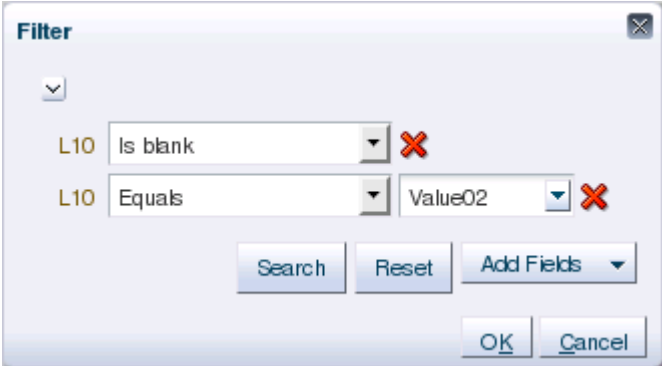 Filter
L10 Is blank
L10 Equals Value02
Search Reset Add Fields
OK Cancel